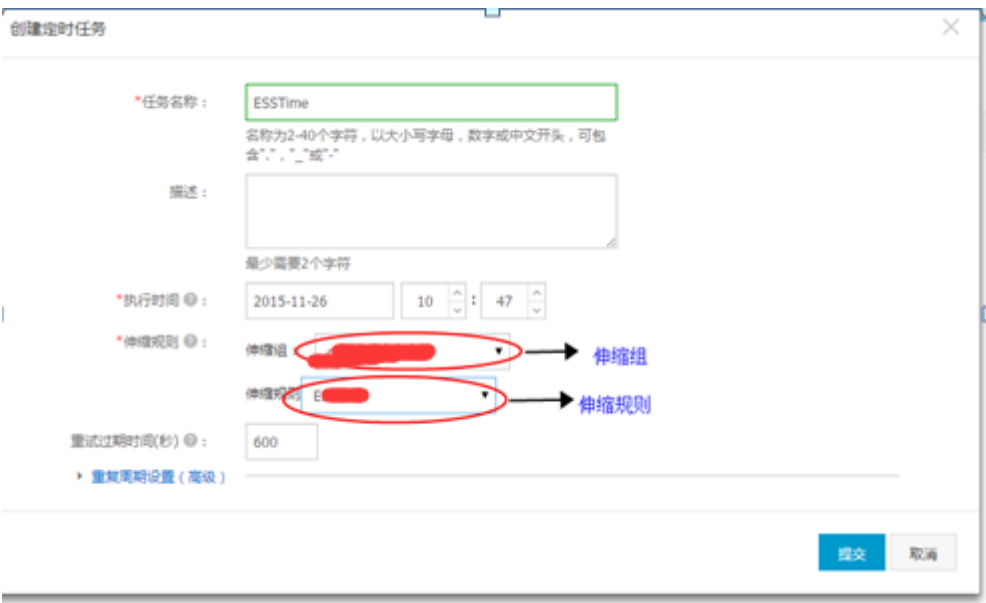 创建定时任务
*任务名称：
ESSTime
名称为2-40个字符，以大小写字母，数字或中文开头，可包
含"."，"_"或"-"
描述：
最少需要2个字符
*执行时间 ：
2015-11-26
10 : 47
*伸缩规则 ：
伸缩组：
伸缩组
伸缩规则
E
伸缩规则
重试过期时间(秒) ：
600
重复周期设置（高级）
提交
取消